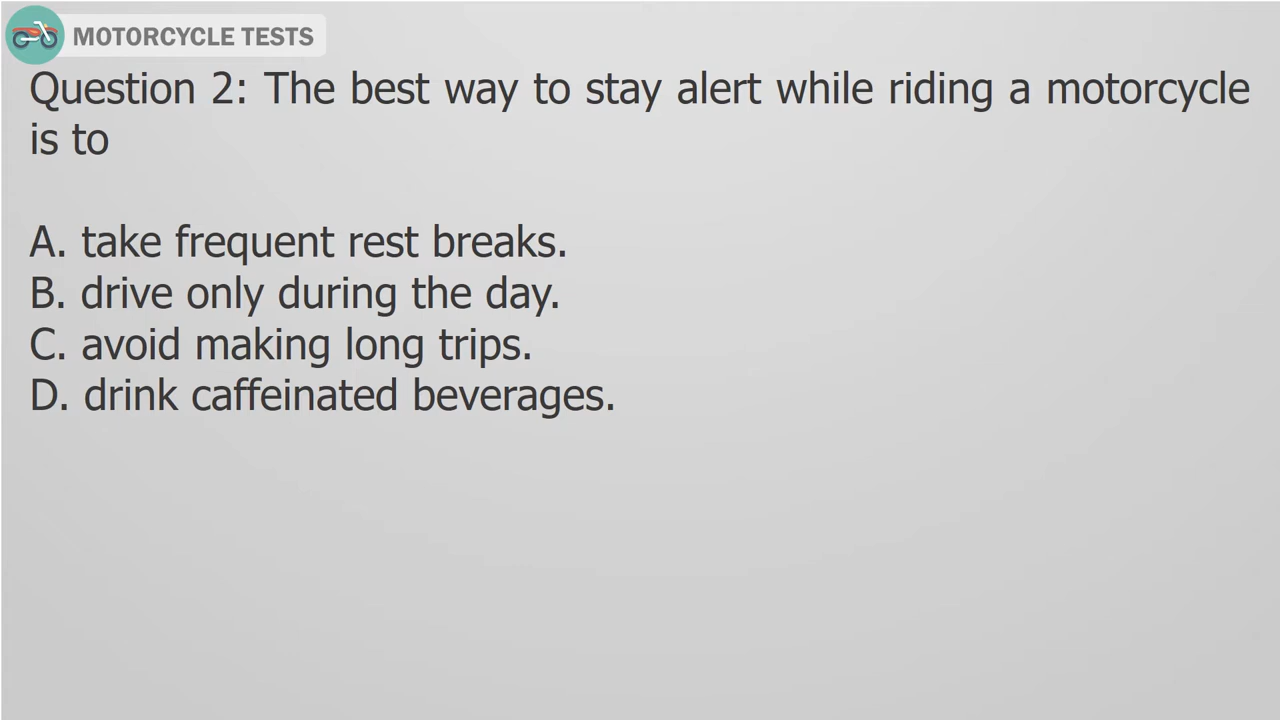 MOTORCYCLE TESTS
Question 2: The best way to stay alert while riding a motorcycle
is to
A. take frequent rest breaks.
B. drive only during the day.
C. avoid making long trips.
D. drink caffeinated beverages.